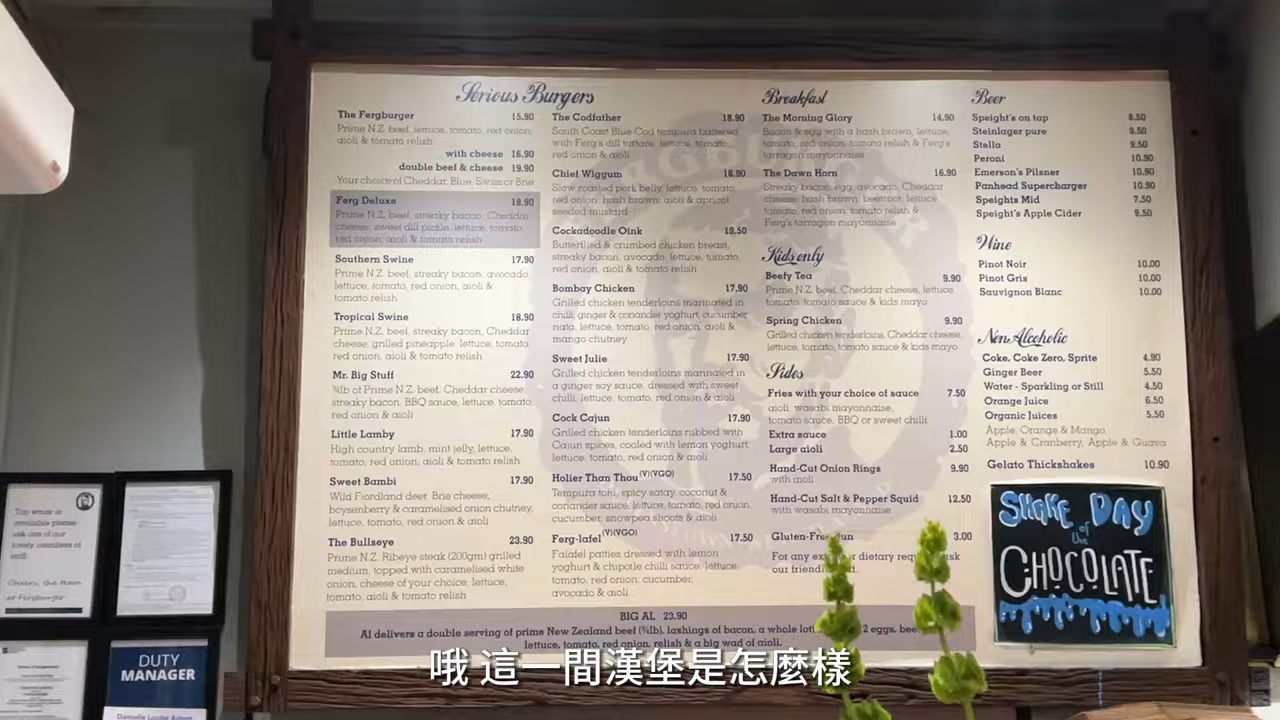 Serious Burgers
The Fergburger 15.90
Prime N.Z. beef, lettuce, tomato, red onion,
aioli & tomato relish
with cheese 16.90
double beef & cheese 19.90
Your choice of Cheddar, Blue, Swiss or Brie
Ferg Deluxe 18.90
Prime N.Z. beef, streaky bacon, Cheddar
cheese, sweet dill pickle, lettuce, tomato,
red onion, aioli & tomato relish
Southern Swine 17.90
Prime N.Z. beef, streaky bacon, avocado
lettuce, tomato, red onion, aioli &
tomato relish
Tropical Swine 18.90
Prime N.Z. beef, streaky bacon, Cheddar
cheese, grilled pineapple, lettuce, tomato,
red onion, aioli & tomato relish
Mr. Big Stuff 22.90
½lb of Prime N.Z. beef, Cheddar cheese,
streaky bacon, BBQ sauce, lettuce, tomato,
red onion & aioli
Little Lamby 17.90
High country lamb, mint jelly, lettuce,
tomato, red onion, aioli & tomato relish
Sweet Bambi 17.90
Wild Fiordland deer, Brie cheese,
boysenberry & caramelised onion chutney,
lettuce, tomato, red onion & aioli
The Bullseye 23.90
Prime N.Z. Ribeye steak (200gm) grilled
medium, topped with caramelised white
onion, cheese of your choice, lettuce,
tomato, aioli & tomato relish
The Codfather 18.90
South Coast Blue Cod tempura battered
with Ferg's dill tartare, lettuce, tomato,
red onion & aioli
Chief Wiggum 18.90
Slow roasted pork belly, lettuce, tomato,
red onion, hash brown, aioli & apricot
seeded mustard
Cockadoodle Oink 19.50
Butterflied & crumbed chicken breast,
streaky bacon, avocado, lettuce, tomato,
red onion, aioli & tomato relish
Bombay Chicken 17.90
Grilled chicken tenderloins marinated in
chilli, ginger & coriander yoghurt, cucumber
raita, lettuce, tomato, red onion, aioli &
mango chutney
Sweet Julie 17.90
Grilled chicken tenderloins marinated in
a ginger soy sauce, dressed with sweet
chilli, lettuce, tomato, red onion & aioli
Cock Cajun 17.90
Grilled chicken tenderloins rubbed with
Cajun spices, cooled with lemon yoghurt
lettuce, tomato, red onion & aioli
Holier Than Thou (V)(VGO) 17.50
Tempura tofu, spicy satay, coconut &
coriander sauce, lettuce, tomato, red onion,
cucumber, snowpea shoots & aioli
Ferg-lafel (V)(VGO) 17.50
Falafel patties dressed with lemon
yoghurt & chipotle chilli sauce, lettuce
tomato, red onion, cucumber,
avocado & aioli
Breakfast
The Morning Glory 14.90
Bacon & egg with a hash brown, lettuce,
tomato, red onion, tomato relish & Ferg's
tarragon mayonnaise
The Dawn Horn 16.90
Streaky bacon, egg, avocado, Cheddar
cheese, hash brown, beetroot, lettuce
tomato, red onion, tomato relish &
Ferg's tarragon mayonnaise
Kids only
Beefy Tea 9.90
Prime N.Z. beef, Cheddar cheese, lettuce
tomato, tomato sauce & kids mayo
Spring Chicken 9.90
Grilled chicken tenderloins, Cheddar cheese,
lettuce, tomato, tomato sauce & kids mayo
Sides
Fries with your choice of sauce 7.50
aioli, wasabi mayonnaise,
tomato sauce, BBQ or sweet chilli
Extra sauce 1.00
Large aioli 2.50
Hand-Cut Onion Rings 9.90
with aioli
Hand-Cut Salt & Pepper Squid 12.50
with wasabi mayonnaise
Gluten-Free 3.00
For any dietary
our
Beer
Speight's on tap 8.50
Steinlager pure 9.50
Stella 9.50
Peroni 10.90
Emerson's Pilsner 10.90
Panhead Supercharger 10.90
Speights Mid 7.50
Speight's Apple Cider 9.50
Wine
Pinot Noir 10.00
Pinot Gris 10.00
Sauvignon Blanc 10.00
Non Alcoholic
Coke, Coke Zero, Sprite 4.90
Ginger Beer 5.50
Water - Sparkling or Still 4.50
Orange Juice 6.50
Organic Juices 5.50
Apple, Orange & Mango,
Apple & Cranberry, Apple & Guava
Gelato Thickshakes 10.90
SHAKE OF the DAY
CHOCOLATE
BIG AL 23.90
Al delivers a double serving of prime New Zealand beef (½lb), lashings of bacon, a whole 2 eggs,
lettuce, tomato, red onion, relish & a big wad of aioli.
Cheers, the team
at Fergburger
DUTY
MANAGER
哦 這一間漢堡是怎麼樣